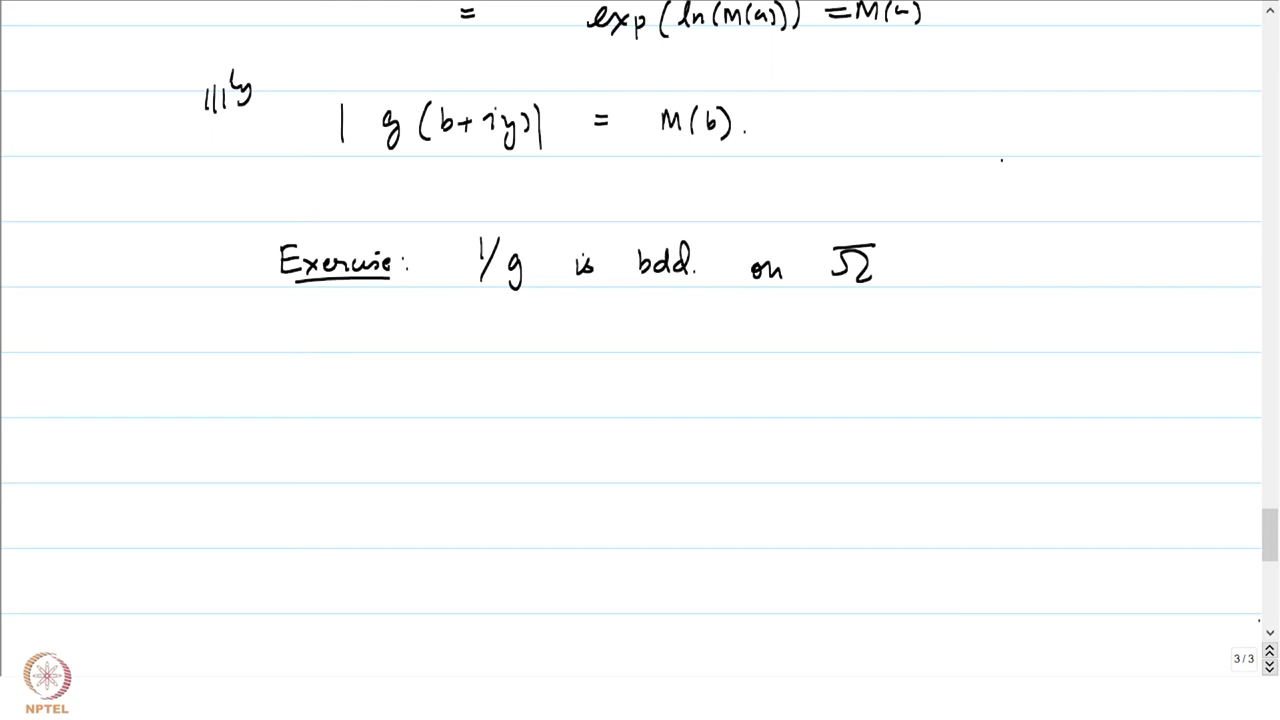 = exp(ln(M(a))) = M(a)
|||ly | g(b+iy)| = M(b).
Exercise: 1/g is bdd. on Ω̅
3 / 3
NPTEL